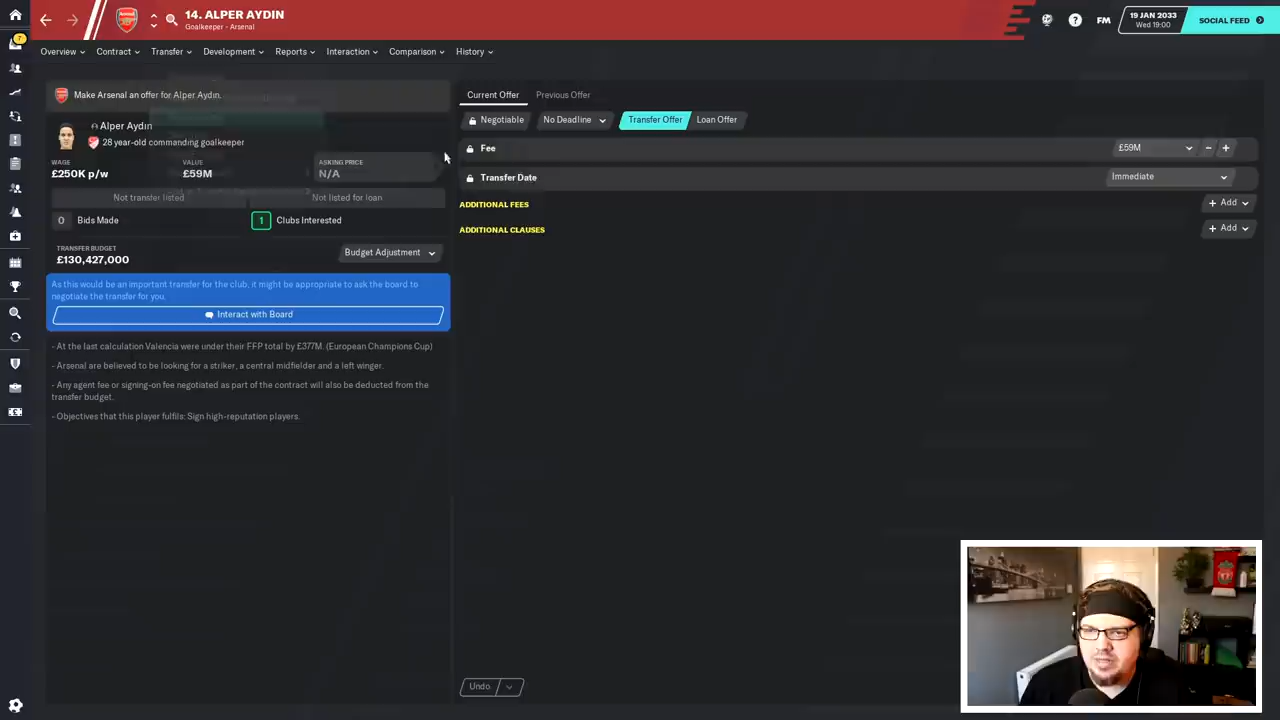 14. ALPER AYDIN
Goalkeeper - Arsenal
FM
19 JAN 2033
Wed 19:00
SOCIAL FEED
7
Overview
Contract
Transfer
Development
Reports
Interaction
Comparison
History
Make Arsenal an offer for Alper Aydın.
Alper Aydın
28 year-old commanding goalkeeper
WAGE
£250K p/w
VALUE
£59M
ASKING PRICE
N/A
Not transfer listed
Not listed for loan
0 Bids Made
1 Clubs Interested
TRANSFER BUDGET
£130,427,000
Budget Adjustment
As this would be an important transfer for the club, it might be appropriate to ask the board to
negotiate the transfer for you.
Interact with Board
- At the last calculation Valencia were under their FFP total by £377M. (European Champions Cup)
- Arsenal are believed to be looking for a striker, a central midfielder and a left winger.
- Any agent fee or signing-on fee negotiated as part of the contract will also be deducted from the
transfer budget.
- Objectives that this player fulfils: Sign high-reputation players.
Current Offer
Previous Offer
Negotiable
No Deadline
Transfer Offer
Loan Offer
Fee
£59M
Transfer Date
Immediate
ADDITIONAL FEES
Add
ADDITIONAL CLAUSES
Add
Undo